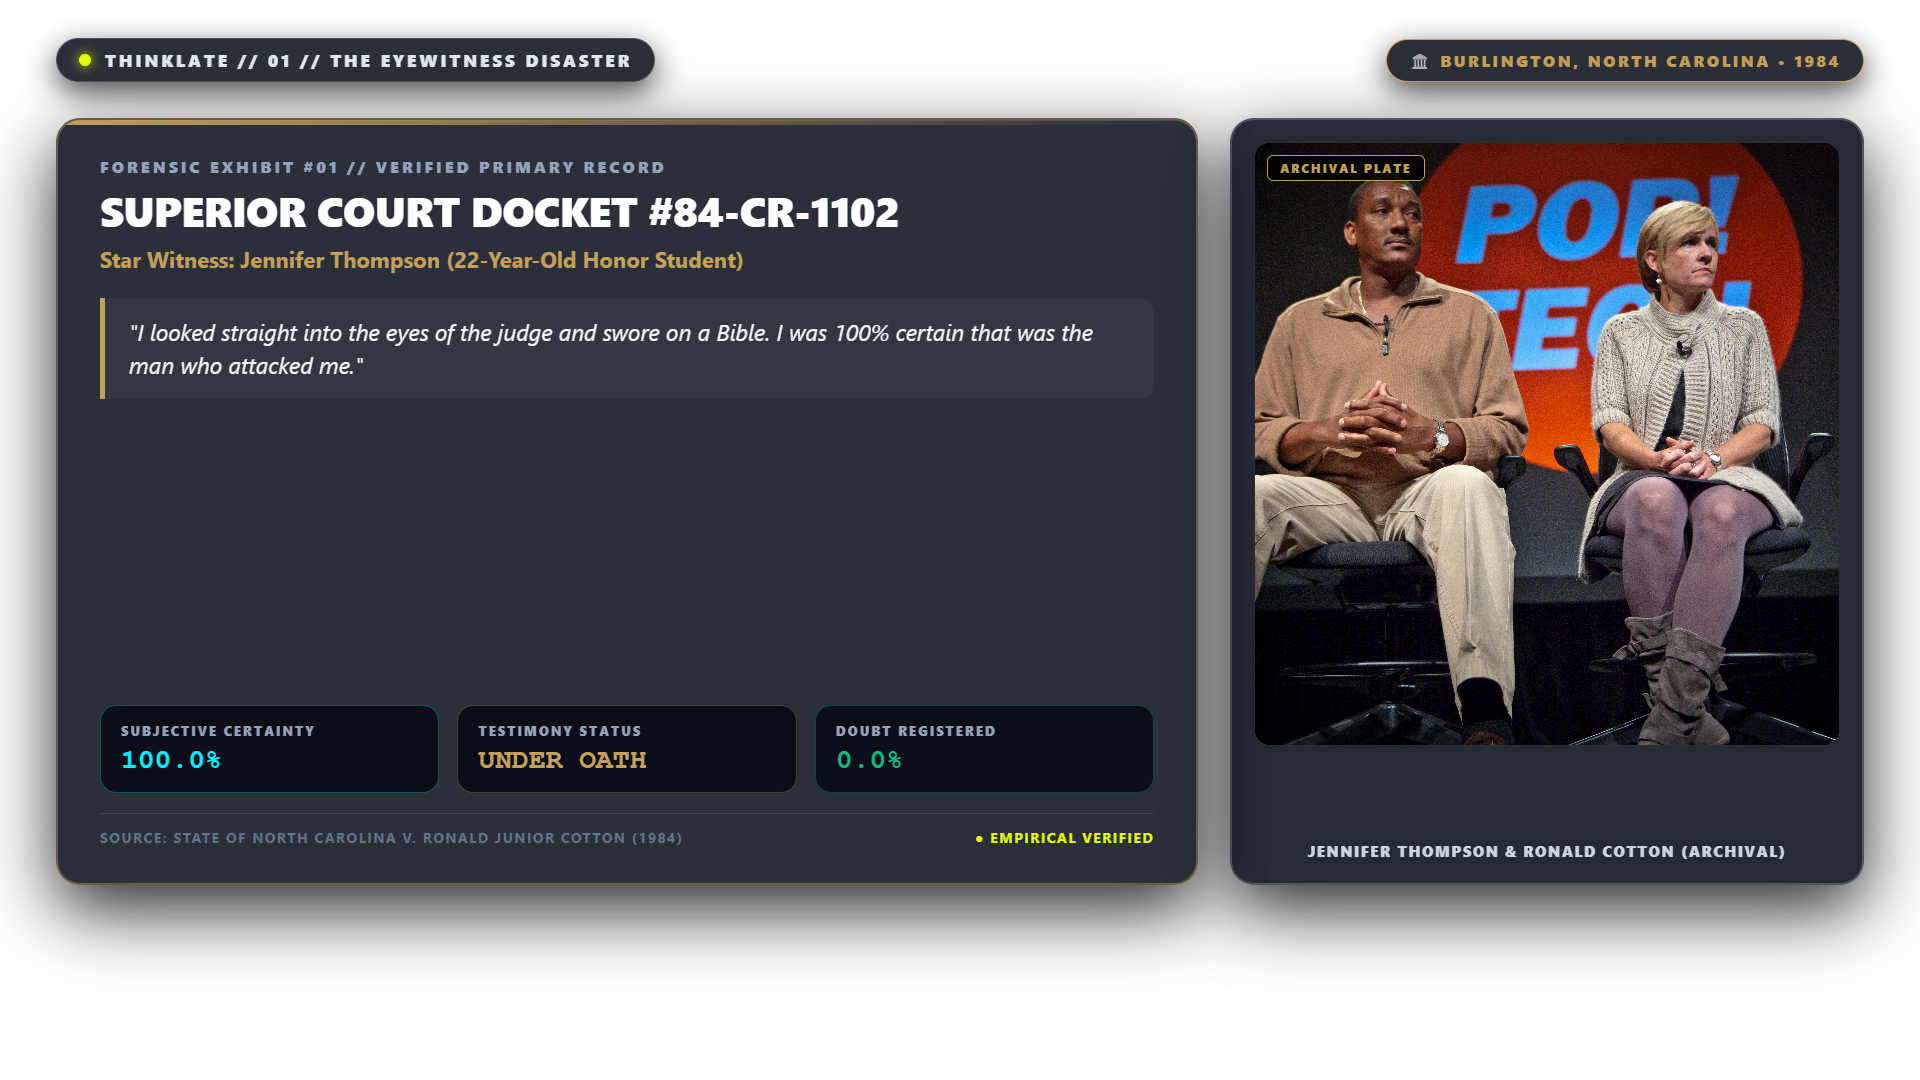 THINKLATE // 01 // THE EYEWITNESS DISASTER
BURLINGTON, NORTH CAROLINA • 1984
FORENSIC EXHIBIT #01 // VERIFIED PRIMARY RECORD
SUPERIOR COURT DOCKET #84-CR-1102
Star Witness: Jennifer Thompson (22-Year-Old Honor Student)
"I looked straight into the eyes of the judge and swore on a Bible. I was 100% certain that was the
man who attacked me."
SUBJECTIVE CERTAINTY
100.0%
TESTIMONY STATUS
UNDER OATH
DOUBT REGISTERED
0.0%
SOURCE: STATE OF NORTH CAROLINA V. RONALD JUNIOR COTTON (1984)
● EMPIRICAL VERIFIED
ARCHIVAL PLATE
POP!
TECH
JENNIFER THOMPSON & RONALD COTTON (ARCHIVAL)